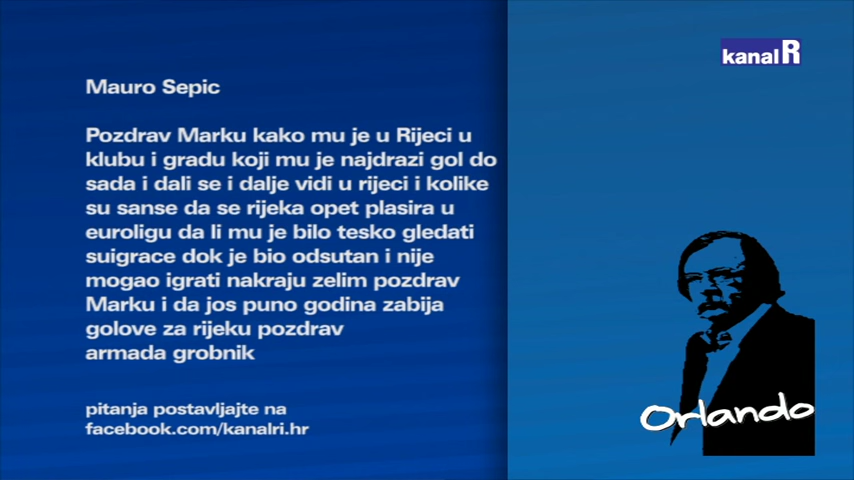 kanal R
Mauro Sepic
Pozdrav Marku kako mu je u Rijeci u
klubu i gradu koji mu je najdrazi gol do
sada i dali se i dalje vidi u rijeci i kolike
su sanse da se rijeka opet plasira u
euroligu da li mu je bilo tesko gledati
suigrace dok je bio odsutan i nije
mogao igrati nakraju zelim pozdrav
Marku i da jos puno godina zabija
golove za rijeku pozdrav
armada grobnik
pitanja postavljajte na
facebook.com/kanalri.hr
Orlando